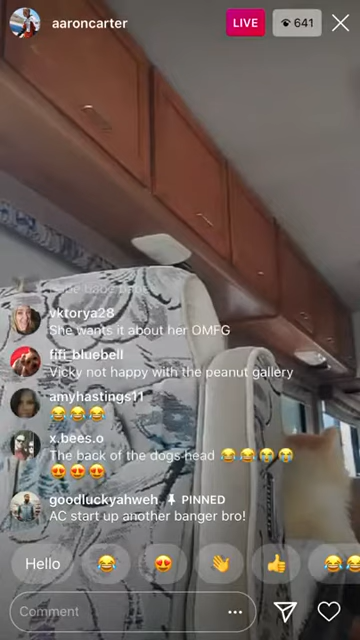 aaroncarter
LIVE
641
vktorya28
She wants it about her OMFG
fifi_bluebell
Vicky not happy with the peanut gallery
amyhastings11
😂😂😂
x.bees.o
The back of the dogs head 😂😂😭😭
😍😍😍
goodluckyahweh PINNED
AC start up another banger bro!
Hello 😂 😍 👋 👍 😂😂
Comment